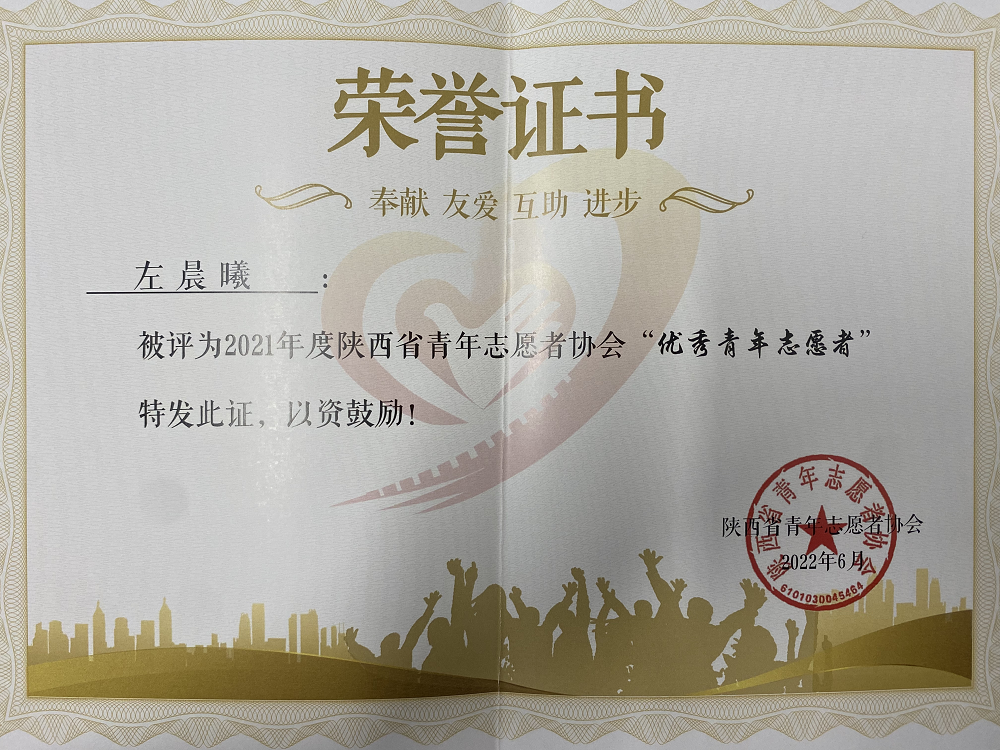 荣誉证书
奉献 友爱 互助 进步
左晨曦 :
被评为2021年度陕西省青年志愿者协会“优秀青年志愿者”
特发此证，以资鼓励!
陕西省青年志愿者协会
2022年6月
陕西省青年志愿者协会
6101030045464